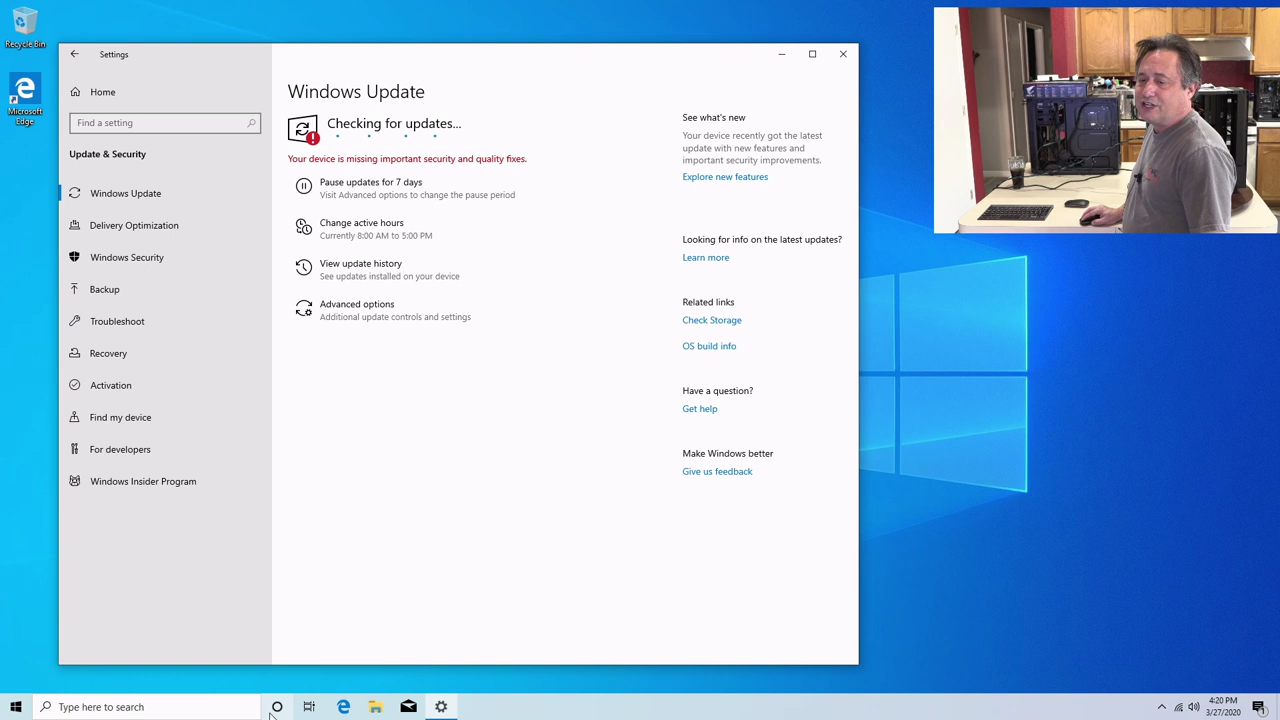 Recycle Bin
Microsoft
Edge
Settings
Home
Find a setting
Update & Security
Windows Update
Delivery Optimization
Windows Security
Backup
Troubleshoot
Recovery
Activation
Find my device
For developers
Windows Insider Program
Windows Update
Checking for updates...
Your device is missing important security and quality fixes.
Pause updates for 7 days
Visit Advanced options to change the pause period
Change active hours
Currently 8:00 AM to 5:00 PM
View update history
See updates installed on your device
Advanced options
Additional update controls and settings
See what's new
Your device recently got the latest
update with new features and
important security improvements.
Explore new features
Looking for info on the latest updates?
Learn more
Related links
Check Storage
OS build info
Have a question?
Get help
Make Windows better
Give us feedback
Type here to search
4:20 PM
3/27/2020
1